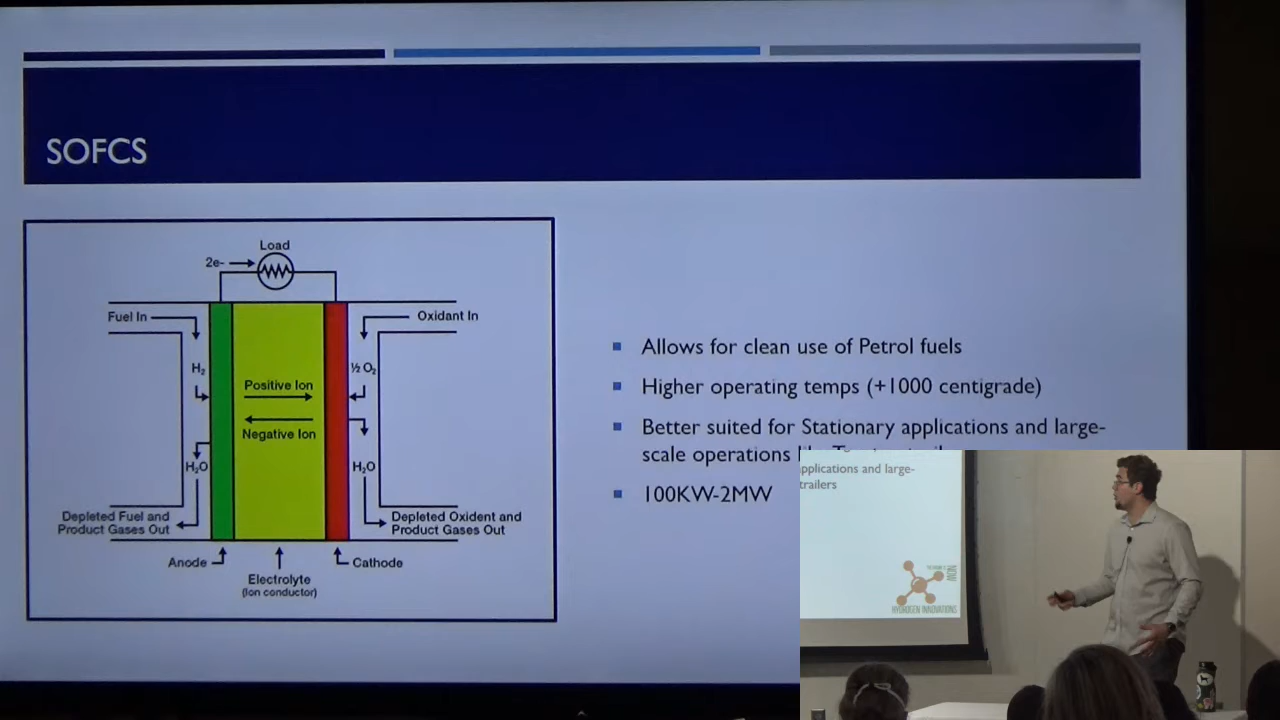 SOFCS
Load
2e-
Fuel In
Oxidant In
H₂
½ O₂
Positive Ion
Negative Ion
H₂O
H₂O
Depleted Fuel and
Product Gases Out
Depleted Oxident and
Product Gases Out
Anode
Cathode
Electrolyte
(Ion conductor)
Allows for clean use of Petrol fuels
Higher operating temps (+1000 centigrade)
Better suited for Stationary applications and large-
scale operations
100KW-2MW
applications and large-
trailers
NOW
HYDROGEN INNOVATIONS